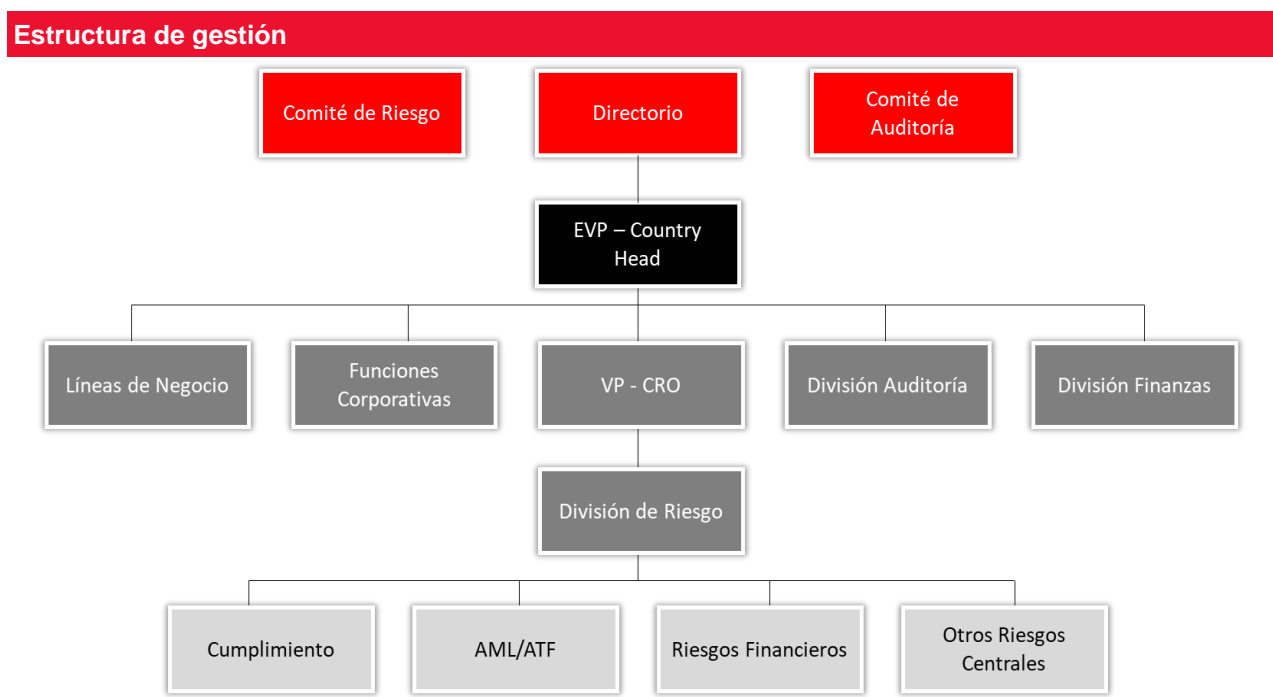 Estructura de gestión
Comité de Riesgo
Directorio
Comité de
Auditoría
EVP – Country
Head
Líneas de Negocio
Funciones
Corporativas
VP - CRO
División Auditoría
División Finanzas
División de Riesgo
Cumplimiento
AML/ATF
Riesgos Financieros
Otros Riesgos
Centrales